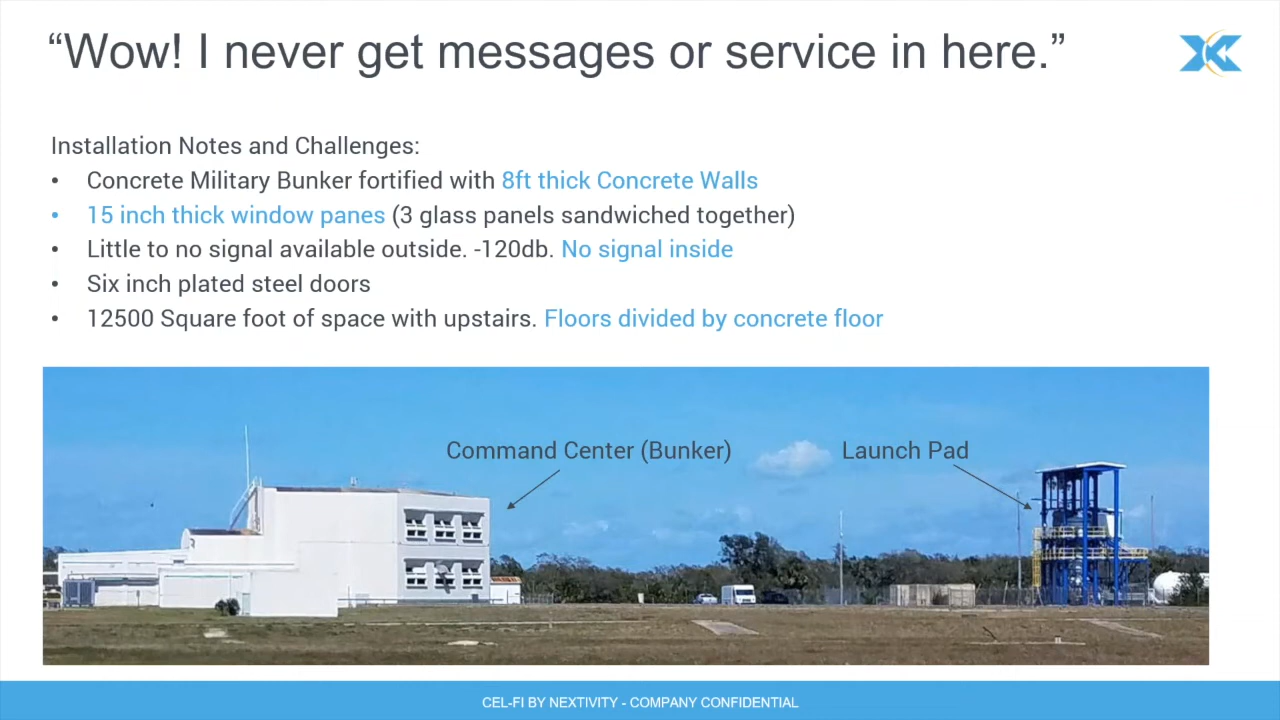 “Wow! I never get messages or service in here.”
Installation Notes and Challenges:
• Concrete Military Bunker fortified with 8ft thick Concrete Walls
• 15 inch thick window panes (3 glass panels sandwiched together)
• Little to no signal available outside. -120db. No signal inside
• Six inch plated steel doors
• 12500 Square foot of space with upstairs. Floors divided by concrete floor
Command Center (Bunker)
Launch Pad
CEL-FI BY NEXTIVITY - COMPANY CONFIDENTIAL